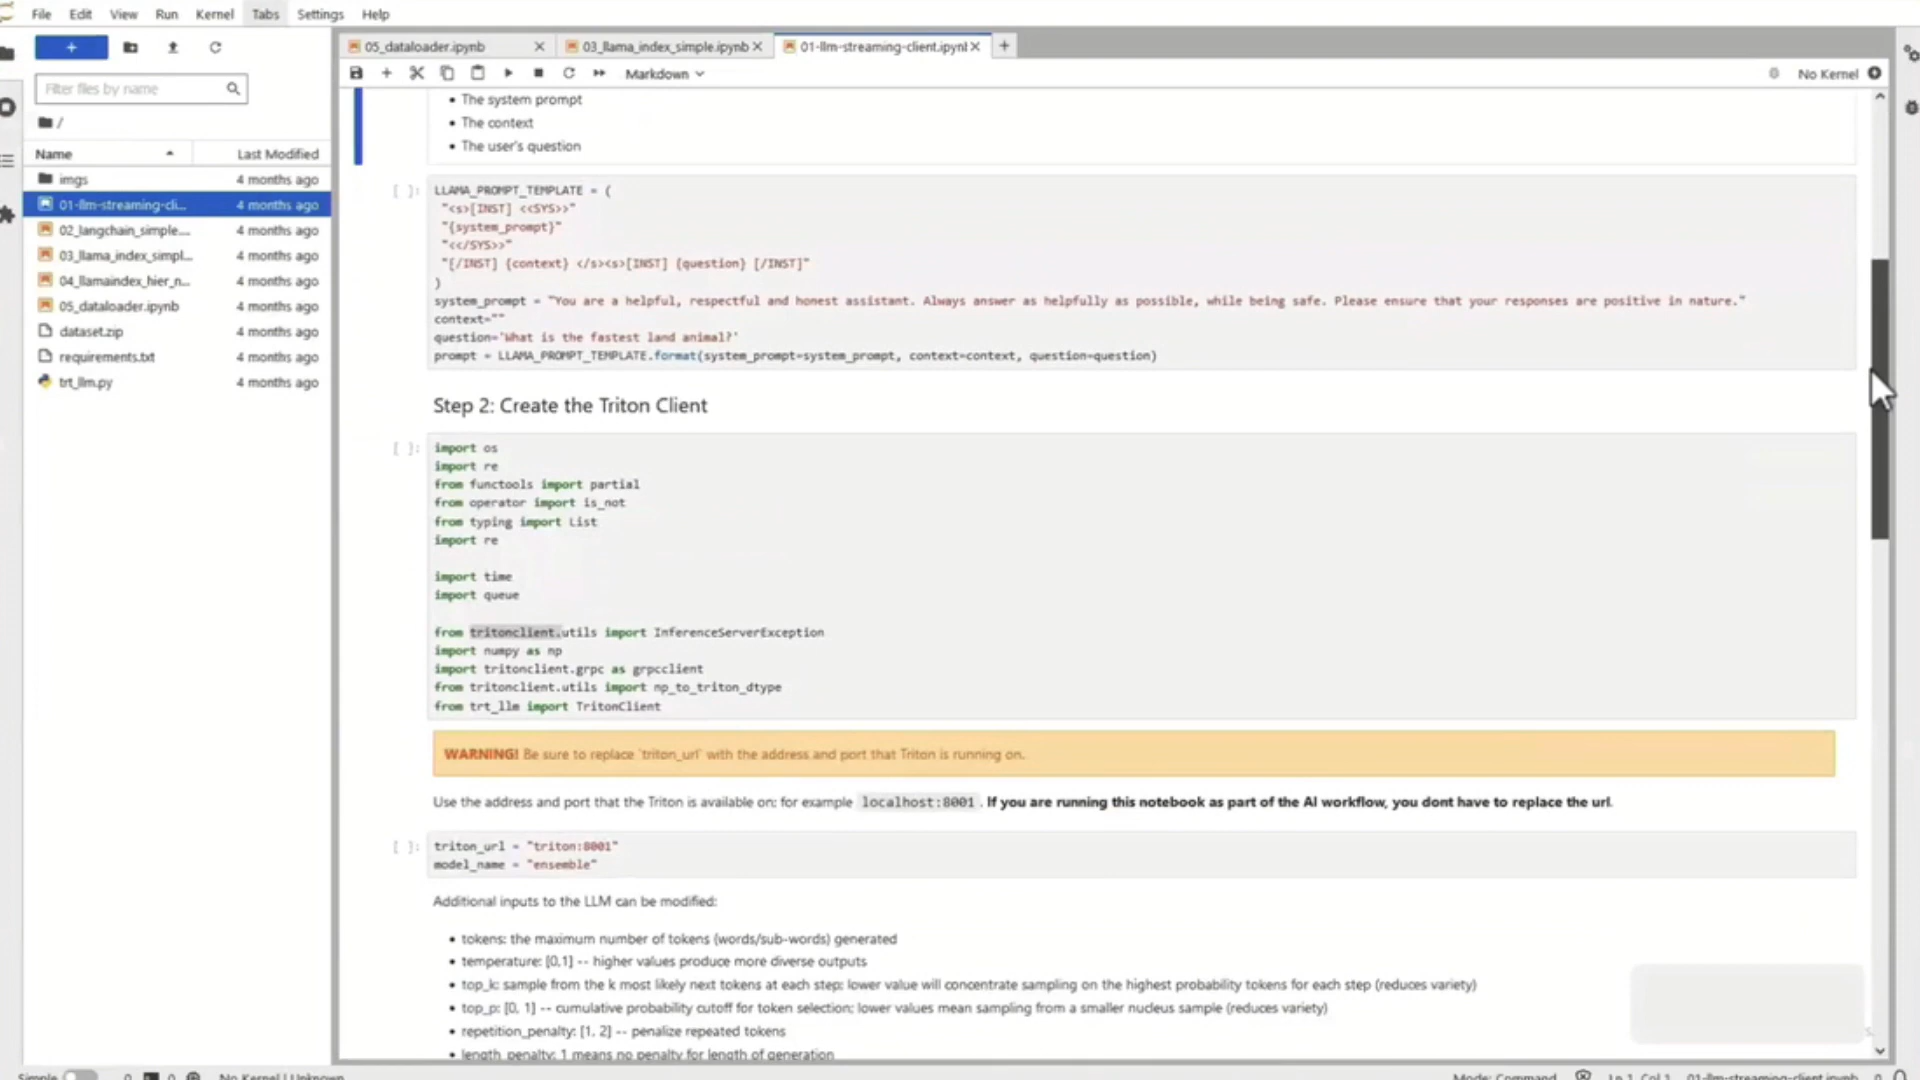 File Edit View Run Kernel Tabs Settings Help
05_dataloader.ipynb
03_llama_index_simple.ipynb
01-llm-streaming-client.ipynl
Markdown
No Kernel
Filter files by name
/
Name Last Modified
imgs 4 months ago
01-llm-streaming-cli... 4 months ago
02_langchain_simple.... 4 months ago
03_llama_index_simpl... 4 months ago
04_llamaindex_hier_n... 4 months ago
05_dataloader.ipynb 4 months ago
dataset.zip 4 months ago
requirements.txt 4 months ago
trt_llm.py 4 months ago
• The system prompt
• The context
• The user's question
[ ]: LLAMA_PROMPT_TEMPLATE = (
"<s>[INST] <<SYS>>"
"{system_prompt}"
"<</SYS>>"
"[/INST] {context} </s><s>[INST] {question} [/INST]"
)
system_prompt = "You are a helpful, respectful and honest assistant. Always answer as helpfully as possible, while being safe. Please ensure that your responses are positive in nature."
context=""
question='What is the fastest land animal?'
prompt = LLAMA_PROMPT_TEMPLATE.format(system_prompt=system_prompt, context=context, question=question)
Step 2: Create the Triton Client
[ ]: import os
import re
from functools import partial
from operator import is_not
from typing import List
import re
import time
import queue
from tritonclient.utils import InferenceServerException
import numpy as np
import tritonclient.grpc as grpcclient
from tritonclient.utils import np_to_triton_dtype
from trt_llm import TritonClient
WARNING! Be sure to replace `triton_url` with the address and port that Triton is running on.
Use the address and port that the Triton is available on; for example localhost:8001 . If you are running this notebook as part of the AI workflow, you dont have to replace the url.
[ ]: triton_url = "triton:8001"
model_name = "ensemble"
Additional inputs to the LLM can be modified:
• tokens: the maximum number of tokens (words/sub-words) generated
• temperature: [0,1] -- higher values produce more diverse outputs
• top_k: sample from the k most likely next tokens at each step; lower value will concentrate sampling on the highest probability tokens for each step (reduces variety)
• top_p: [0, 1] -- cumulative probability cutoff for token selection; lower values mean sampling from a smaller nucleus sample (reduces variety)
• repetition_penalty: [1, 2] -- penalize repeated tokens
• length_penalty: 1 means no penalty for length of generation
Simple 0 0 No Kernel | Unknown
Mode: Command Ln 1, Col 1 01-llm-streaming-client.ipynb 0